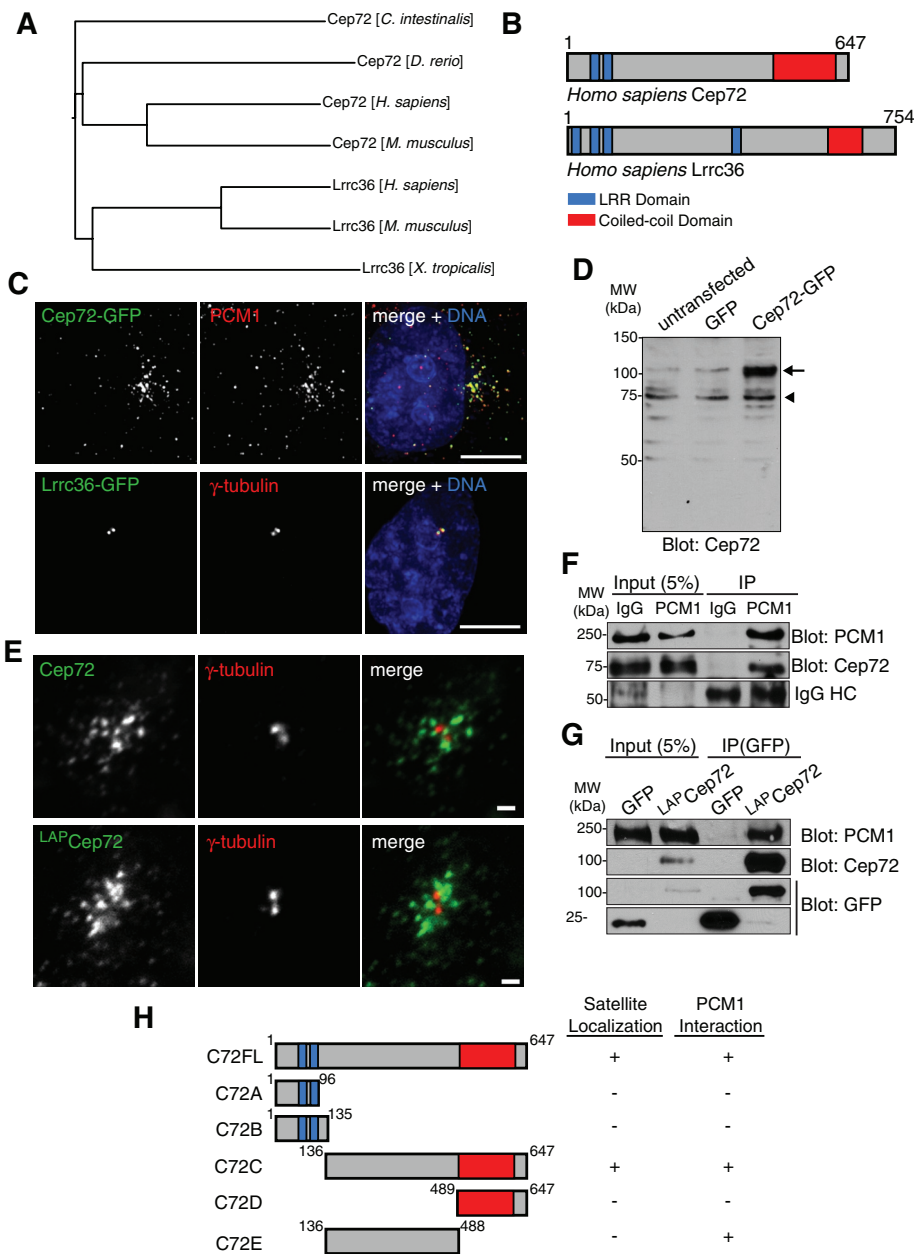 A
Cep72 [C. intestinalis]
Cep72 [D. rerio]
Cep72 [H. sapiens]
Cep72 [M. musculus]
Lrrc36 [H. sapiens]
Lrrc36 [M. musculus]
Lrrc36 [X. tropicalis]
B
1 647
Homo sapiens Cep72
1 754
Homo sapiens Lrrc36
LRR Domain
Coiled-coil Domain
C
Cep72-GFP PCM1 merge + DNA
Lrrc36-GFP γ-tubulin merge + DNA
D
MW
(kDa)
untransfected GFP Cep72-GFP
150
100
75
50
Blot: Cep72
E
Cep72 γ-tubulin merge
LAPCep72 γ-tubulin merge
F
Input (5%) IP
MW
(kDa)
IgG PCM1 IgG PCM1
250- Blot: PCM1
75- Blot: Cep72
50- IgG HC
G
Input (5%) IP(GFP)
MW
(kDa)
GFP LAPCep72 GFP LAPCep72
250- Blot: PCM1
100- Blot: Cep72
100-
Blot: GFP
25-
H
Satellite
Localization
PCM1
Interaction
C72FL 1 647 + +
C72A 1 96 - -
C72B 1 135 - -
C72C 136 647 + +
C72D 489 647 - -
C72E 136 488 - +